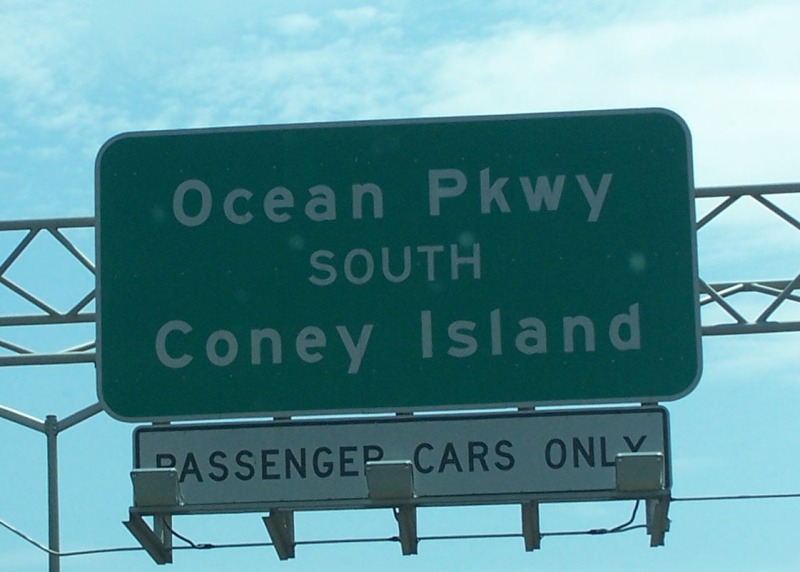 Ocean Pkwy
SOUTH
Coney Island
PASSENGER CARS ONLY